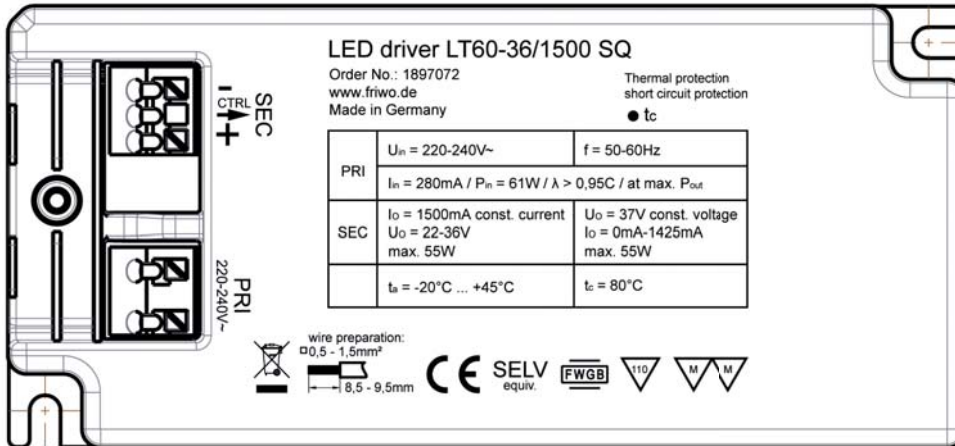 LED driver LT60-36/1500 SQ
Order No.: 1897072
www.friwo.de
Made in Germany
Thermal protection
short circuit protection
tc
-
CTRL
+
SEC
PRI
220-240V~
PRI
Uin = 220-240V~
f = 50-60Hz
Iin = 280mA / Pin = 61W / λ > 0,95C / at max. Pout
SEC
IO = 1500mA const. current
UO = 22-36V
max. 55W
UO = 37V const. voltage
IO = 0mA-1425mA
max. 55W
ta = -20°C ... +45°C
tc = 80°C
wire preparation:
0,5 - 1,5mm²
8,5 - 9,5mm
CE
SELV
equiv.
FWGB
110
M
M